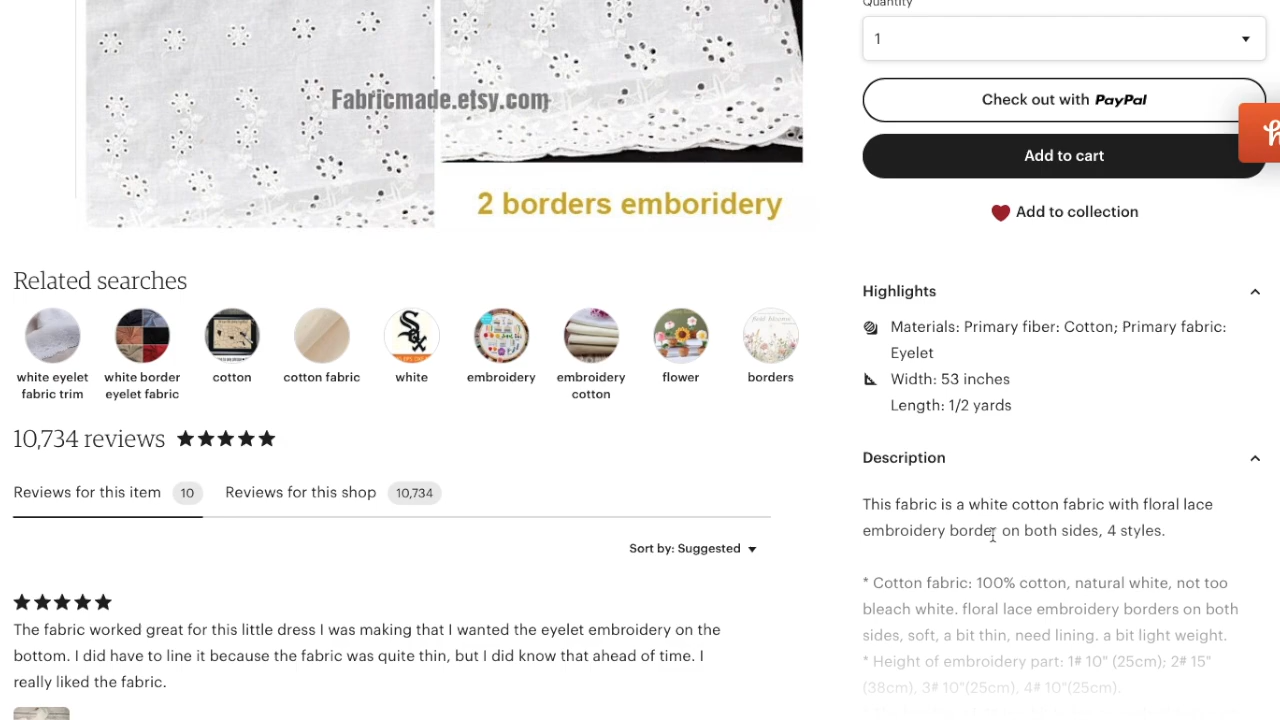 Fabricmade.etsy.com
2 borders emboridery
Related searches
white eyelet
fabric trim
white border
eyelet fabric
cotton
cotton fabric
white
embroidery
embroidery
cotton
flower
borders
10,734 reviews
Reviews for this item 10
Reviews for this shop 10,734
Sort by: Suggested
The fabric worked great for this little dress I was making that I wanted the eyelet embroidery on the
bottom. I did have to line it because the fabric was quite thin, but I did know that ahead of time. I
really liked the fabric.
Quantity
1
Check out with PayPal
Add to cart
Add to collection
Highlights
Materials: Primary fiber: Cotton; Primary fabric:
Eyelet
Width: 53 inches
Length: 1/2 yards
Description
This fabric is a white cotton fabric with floral lace
embroidery border on both sides, 4 styles.
* Cotton fabric: 100% cotton, natural white, not too
bleach white. floral lace embroidery borders on both
sides, soft, a bit thin, need lining. a bit light weight.
* Height of embroidery part: 1# 10" (25cm); 2# 15"
(38cm), 3# 10"(25cm), 4# 10"(25cm).